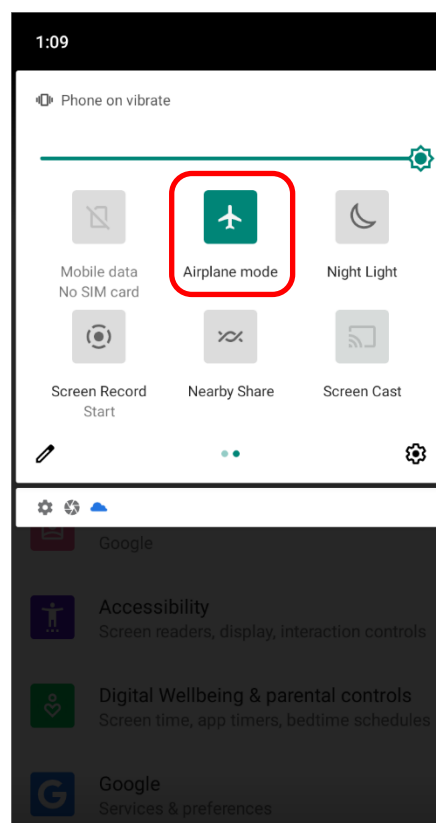 1:09
Phone on vibrate
Mobile data
No SIM card
Airplane mode
Night Light
Screen Record
Start
Nearby Share
Screen Cast
Google
Accessibility
Screen readers, display, interaction controls
Digital Wellbeing & parental controls
Screen time, app timers, bedtime schedules
G
Google
Services & preferences